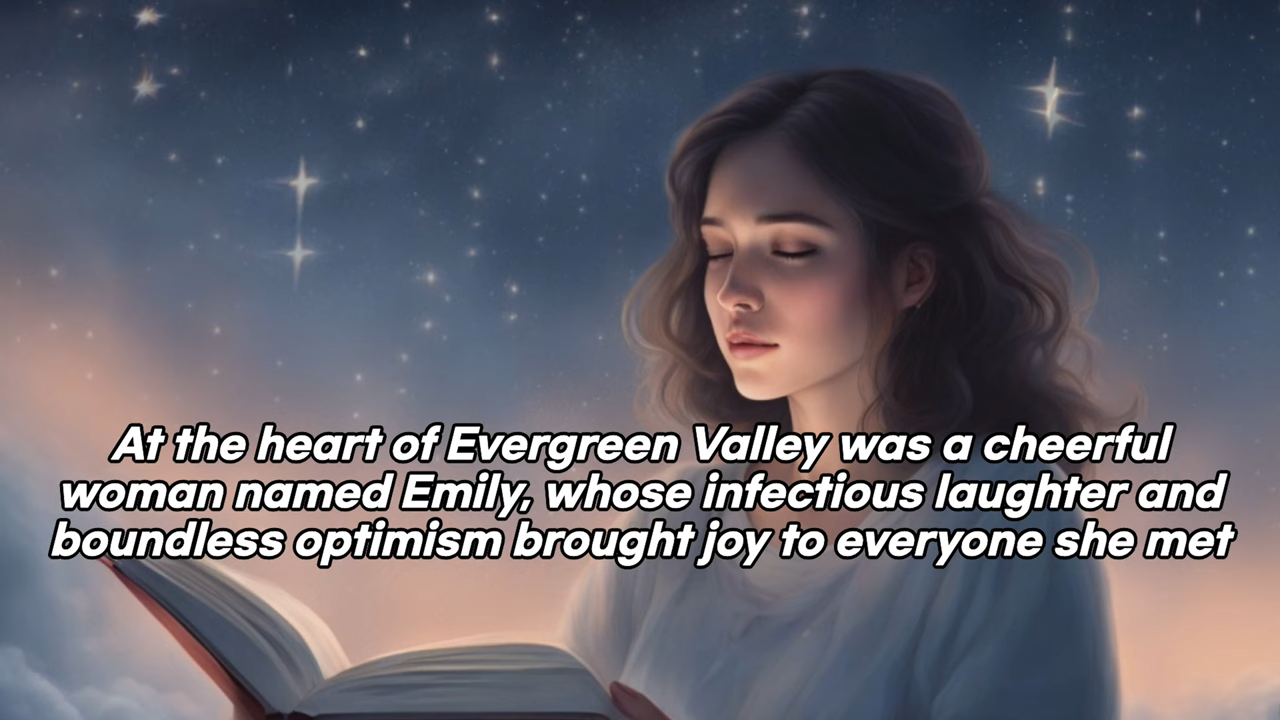 At the heart of Evergreen Valley was a cheerful
woman named Emily, whose infectious laughter and
boundless optimism brought joy to everyone she met